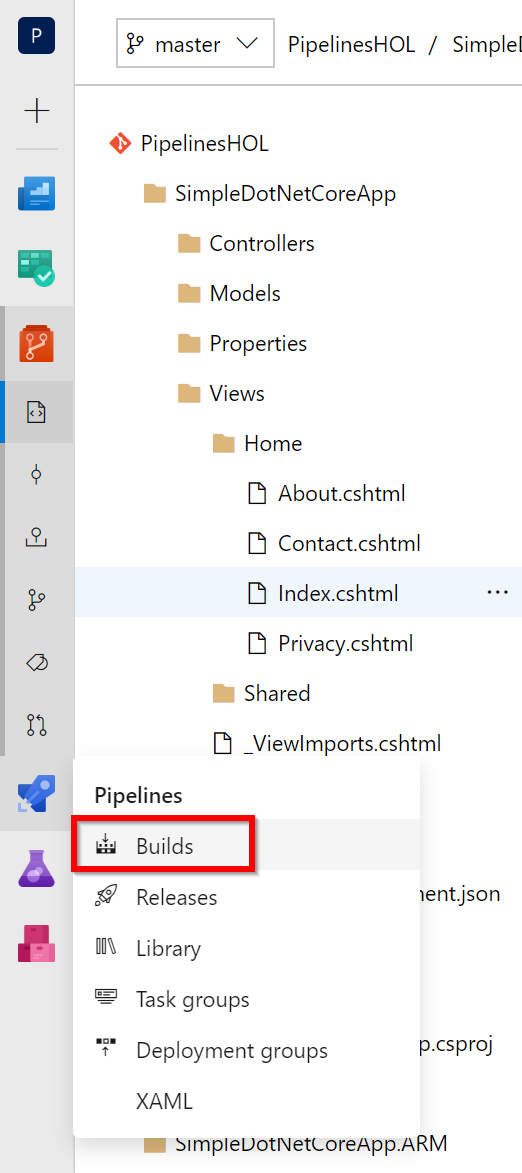 P
master
PipelinesHOL / SimpleD
PipelinesHOL
SimpleDotNetCoreApp
Controllers
Models
Properties
Views
Home
About.cshtml
Contact.cshtml
Index.cshtml
Privacy.cshtml
Shared
_ViewImports.cshtml
Pipelines
Builds
Releases
ment.json
Library
Task groups
Deployment groups
p.csproj
XAML
SimpleDotNetCoreApp.ARM